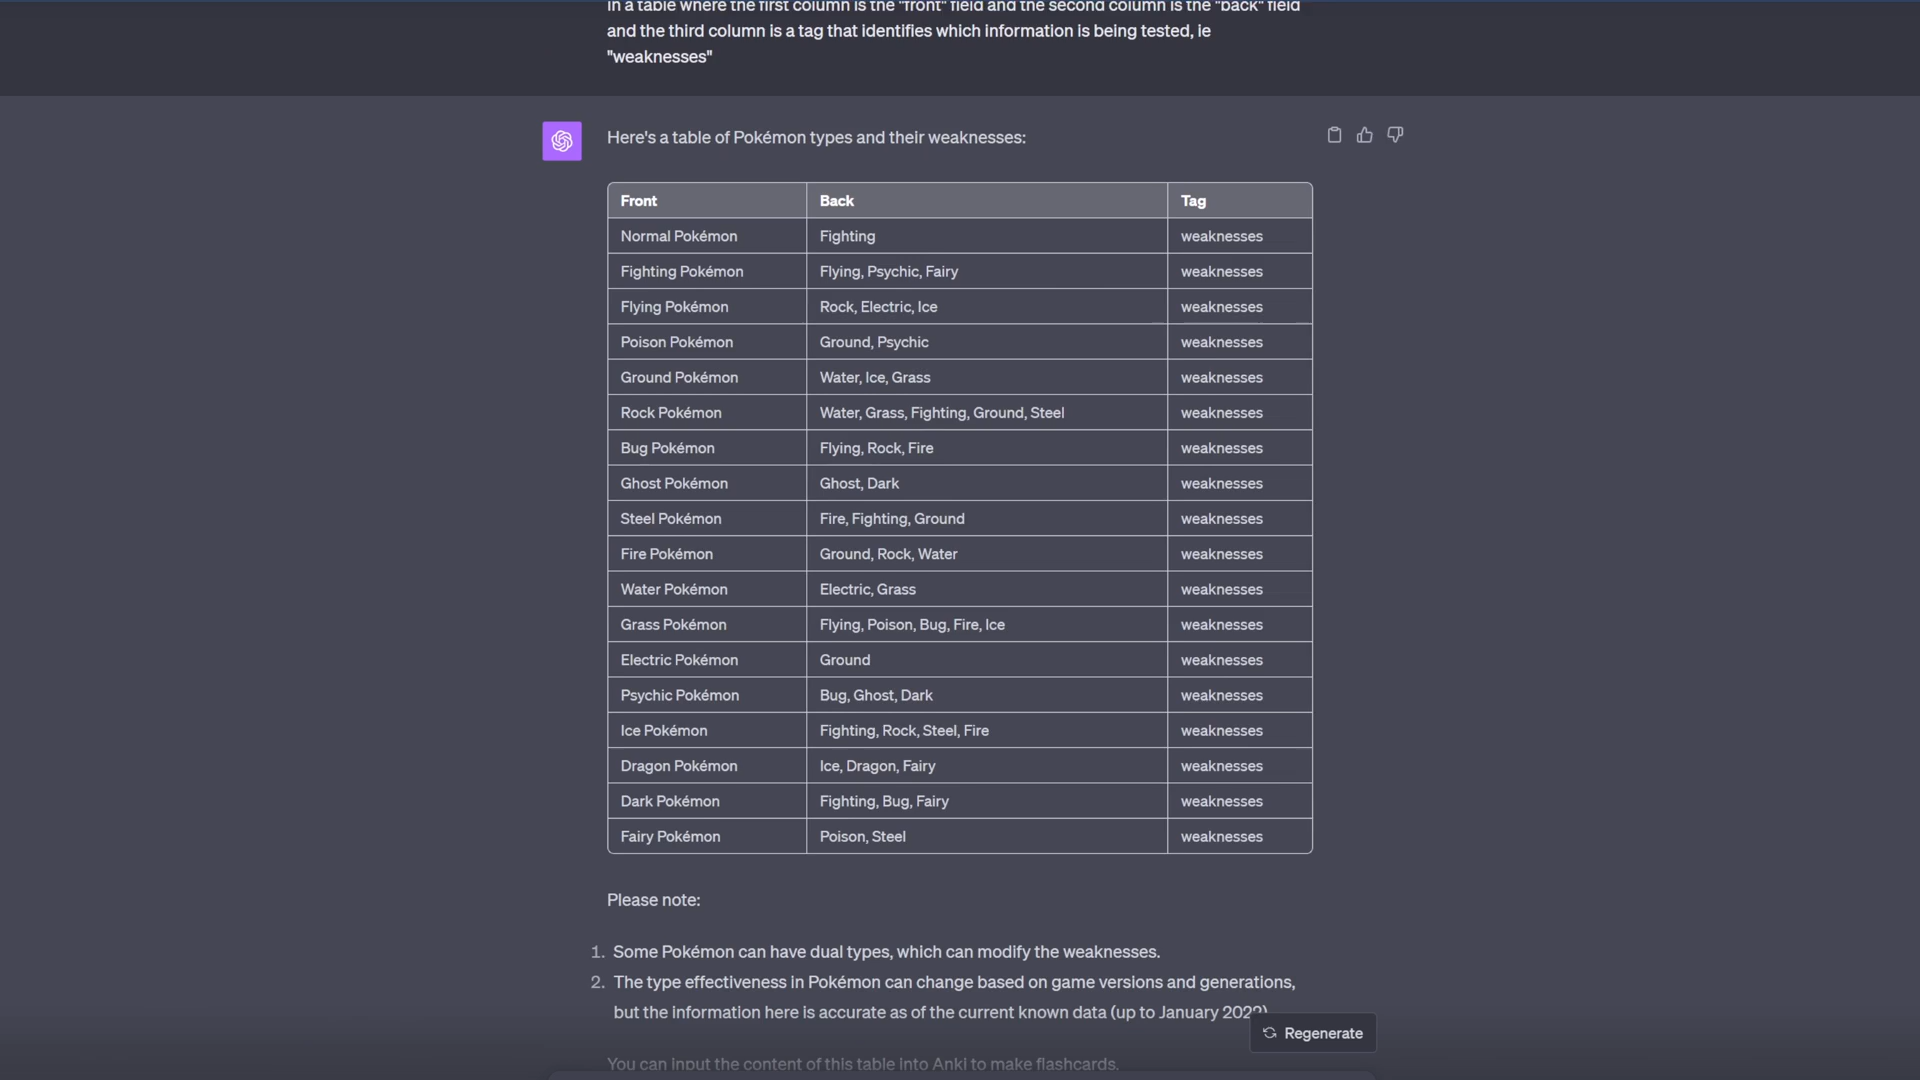 in a table where the first column is the "front" field and the second column is the "back" field
and the third column is a tag that identifies which information is being tested, ie
"weaknesses"
Here's a table of Pokémon types and their weaknesses:
Front Back Tag
Normal Pokémon Fighting weaknesses
Fighting Pokémon Flying, Psychic, Fairy weaknesses
Flying Pokémon Rock, Electric, Ice weaknesses
Poison Pokémon Ground, Psychic weaknesses
Ground Pokémon Water, Ice, Grass weaknesses
Rock Pokémon Water, Grass, Fighting, Ground, Steel weaknesses
Bug Pokémon Flying, Rock, Fire weaknesses
Ghost Pokémon Ghost, Dark weaknesses
Steel Pokémon Fire, Fighting, Ground weaknesses
Fire Pokémon Ground, Rock, Water weaknesses
Water Pokémon Electric, Grass weaknesses
Grass Pokémon Flying, Poison, Bug, Fire, Ice weaknesses
Electric Pokémon Ground weaknesses
Psychic Pokémon Bug, Ghost, Dark weaknesses
Ice Pokémon Fighting, Rock, Steel, Fire weaknesses
Dragon Pokémon Ice, Dragon, Fairy weaknesses
Dark Pokémon Fighting, Bug, Fairy weaknesses
Fairy Pokémon Poison, Steel weaknesses
Please note:
1. Some Pokémon can have dual types, which can modify the weaknesses.
2. The type effectiveness in Pokémon can change based on game versions and generations,
but the information here is accurate as of the current known data (up to January 2022).
Regenerate
You can input the content of this table into Anki to make flashcards.